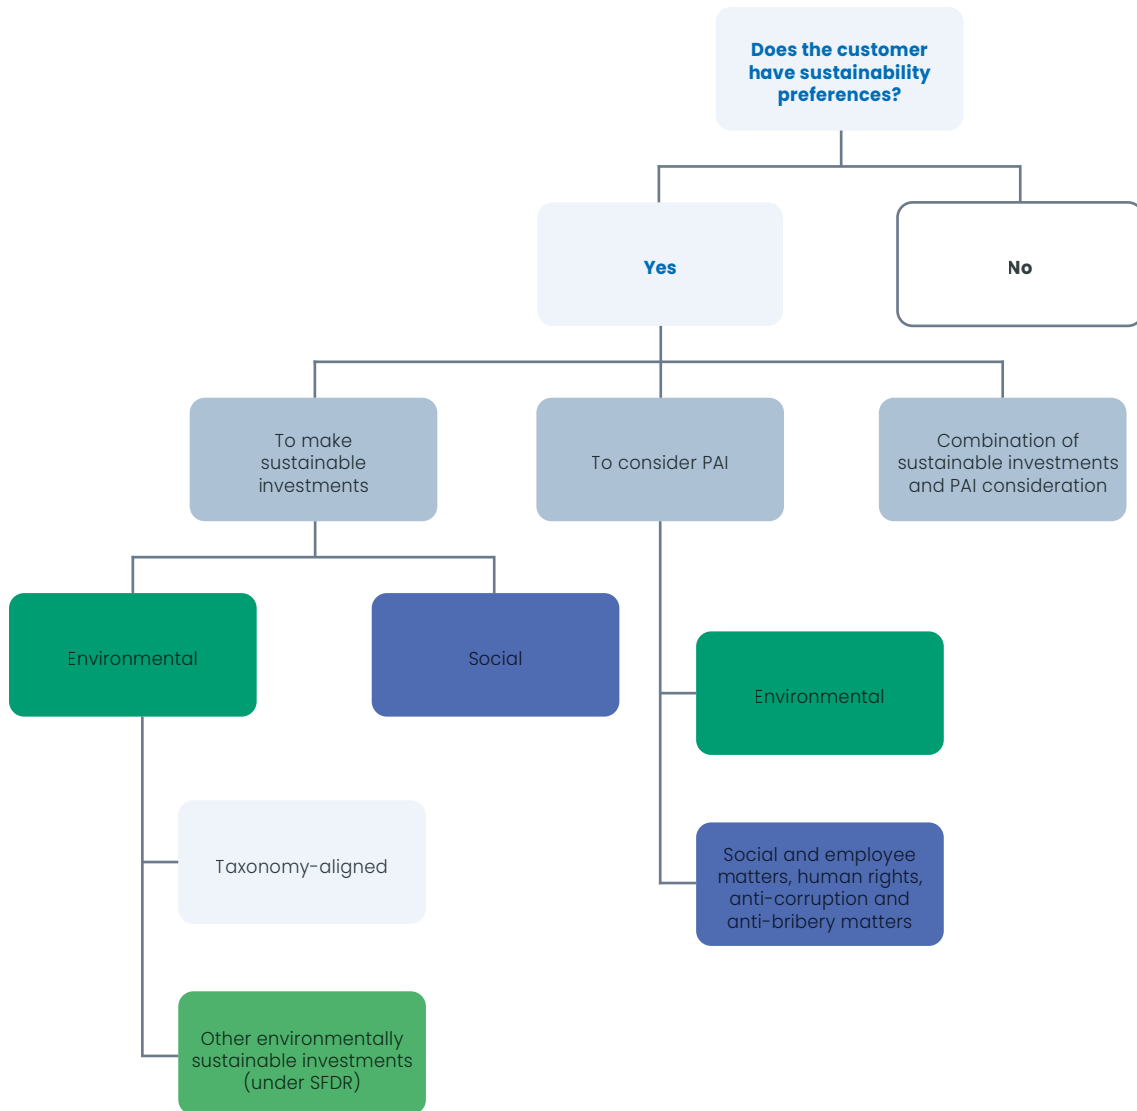 Does the customer
have sustainability
preferences?
Yes
No
To make
sustainable
investments
To consider PAI
Combination of
sustainable investments
and PAI consideration
Environmental
Social
Environmental
Taxonomy-aligned
Social and employee
matters, human rights,
anti-corruption and
anti-bribery matters
Other environmentally
sustainable investments
(under SFDR)